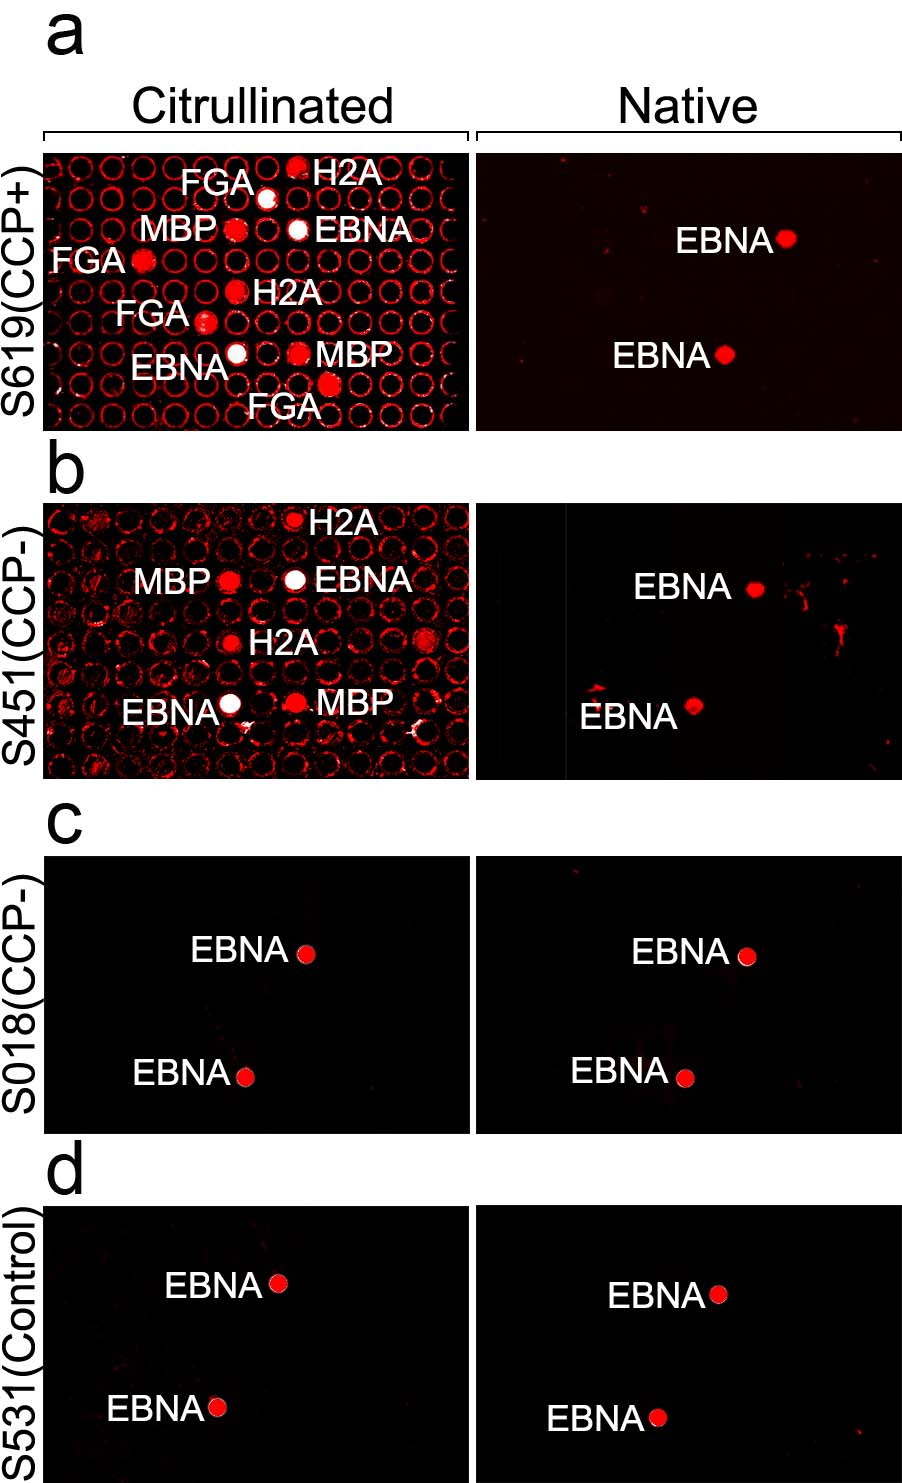 a
Citrullinated
Native
S619(CCP+)
H2A
FGA
MBP
EBNA
FGA
H2A
FGA
EBNA
MBP
FGA
EBNA
EBNA
b
S451(CCP-)
H2A
MBP
EBNA
H2A
EBNA
MBP
EBNA
EBNA
c
S018(CCP-)
EBNA
EBNA
EBNA
EBNA
d
S531(Control)
EBNA
EBNA
EBNA
EBNA